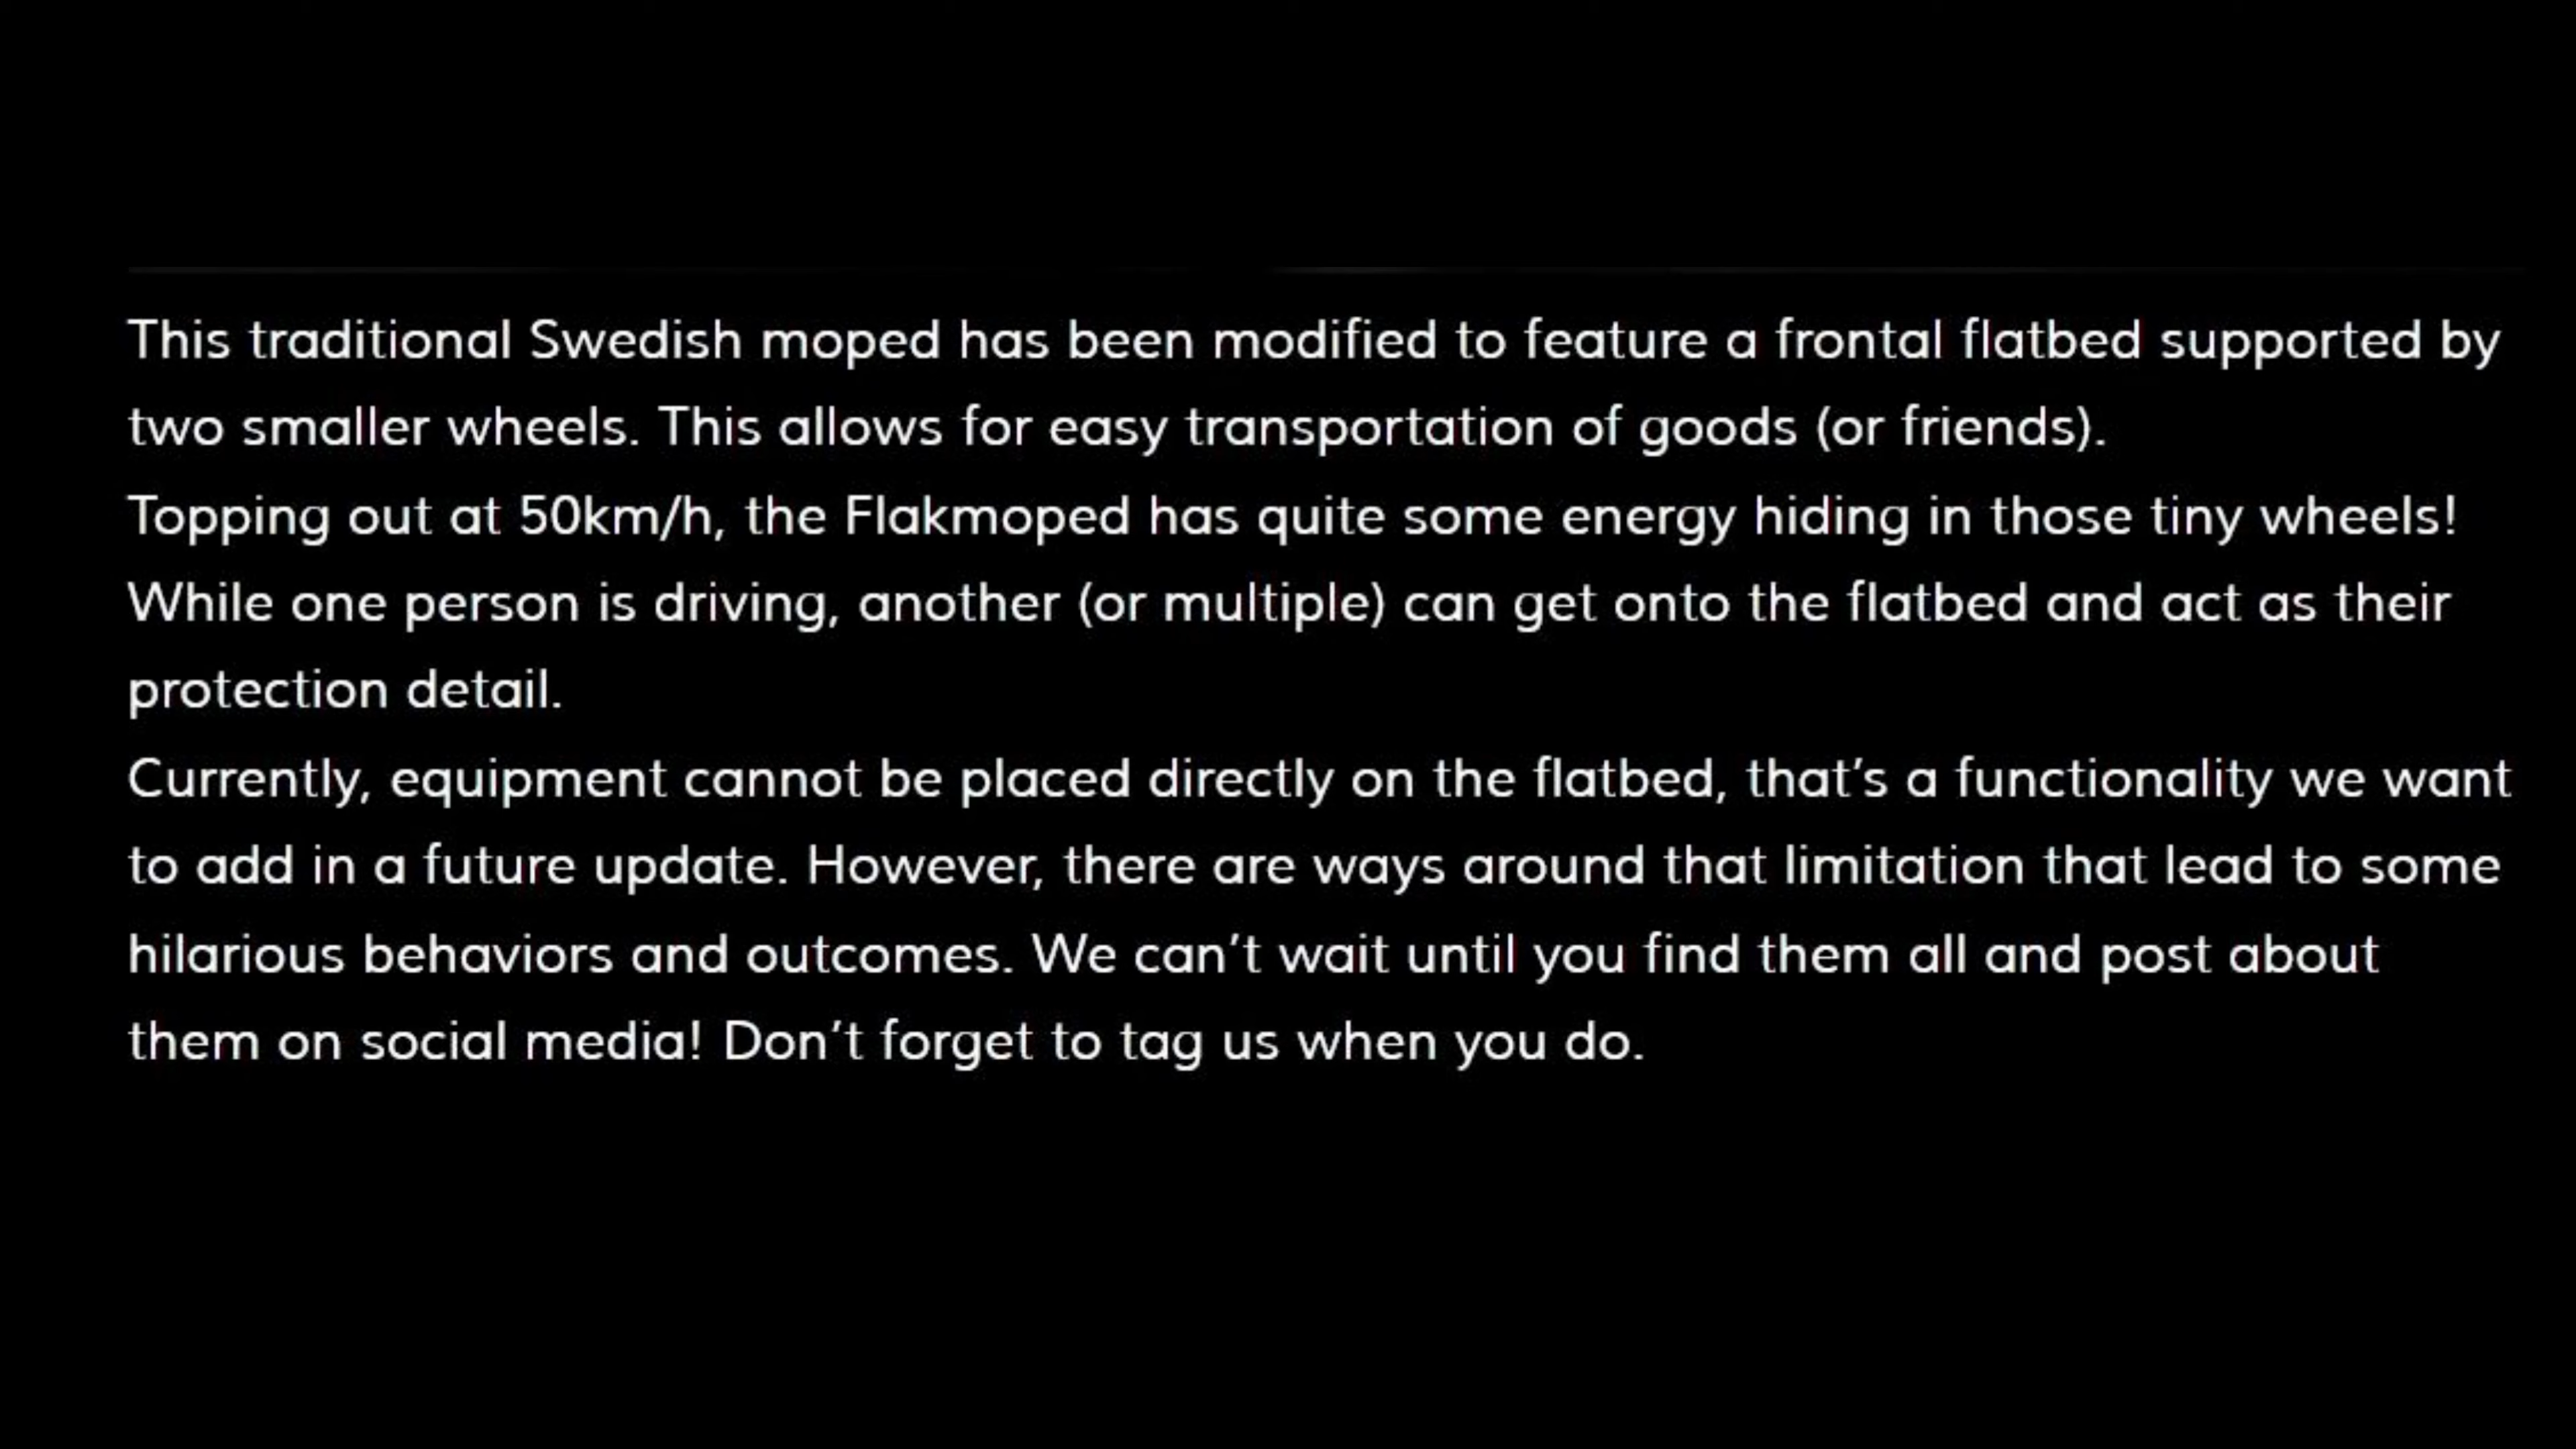 This traditional Swedish moped has been modified to feature a frontal flatbed supported by
two smaller wheels. This allows for easy transportation of goods (or friends).
Topping out at 50km/h, the Flakmoped has quite some energy hiding in those tiny wheels!
While one person is driving, another (or multiple) can get onto the flatbed and act as their
protection detail.
Currently, equipment cannot be placed directly on the flatbed, that’s a functionality we want
to add in a future update. However, there are ways around that limitation that lead to some
hilarious behaviors and outcomes. We can’t wait until you find them all and post about
them on social media! Don’t forget to tag us when you do.